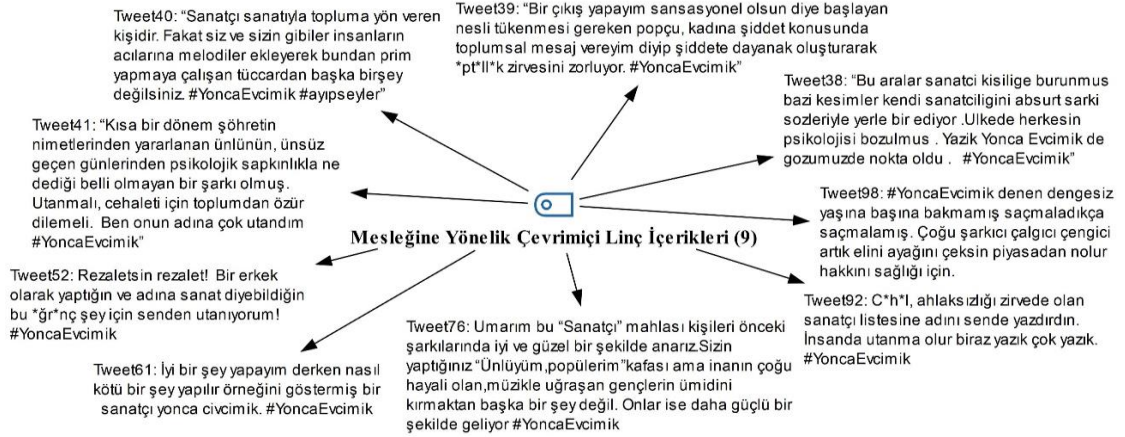 Tweet40: “Sanatçı sanatıyla topluma yön veren
kişidir. Fakat siz ve sizin gibiler insanların
acılarına melodiler ekleyerek bundan prim
yapmaya çalışan tüccardan başka birşey
değilsiniz. #YoncaEvcimik #ayıpseyler”
Tweet39: “Bir çıkış yapayım sansasyonel olsun diye başlayan
nesli tükenmesi gereken popçu, kadına şiddet konusunda
toplumsal mesaj vereyim diyip şiddete dayanak oluşturarak
*pt*ll*k zirvesini zorluyor. #YoncaEvcimik”
Tweet38: “Bu aralar sanatci kisilige burunmus
bazi kesimler kendi sanatciligini absurt sarki
sozleriyle yerle bir ediyor .Ulkede herkesin
psikolojisi bozulmus . Yazik Yonca Evcimik de
gozumuzde nokta oldu . #YoncaEvcimik”
Tweet41: “Kısa bir dönem şöhretin
nimetlerinden yararlanan ünlünün, ünsüz
geçen günlerinden psikolojik sapkınlıkla ne
dediği belli olmayan bir şarkı olmuş.
Utanmalı, cehaleti için toplumdan özür
dilemeli. Ben onun adına çok utandım
#YoncaEvcimik”
Tweet98: #YoncaEvcimik denen dengesiz
yaşına başına bakmamış saçmaladıkça
saçmalamış. Çoğu şarkıcı çalgıcı çengici
artık elini ayağını çeksin piyasadan nolur
hakkını sağlığı için.
Mesleğine Yönelik Çevrimiçi Linç İçerikleri (9)
Tweet52: Rezaletsin rezalet! Bir erkek
olarak yaptığın ve adına sanat diyebildiğin
bu *ğr*nç şey için senden utanıyorum!
#YoncaEvcimik
Tweet92: C*h*l, ahlaksızlığı zirvede olan
sanatçı listesine adını sende yazdırdın.
İnsanda utanma olur biraz yazık çok yazık.
#YoncaEvcimik
Tweet76: Umarım bu “Sanatçı” mahlası kişileri önceki
şarkılarında iyi ve güzel bir şekilde anarız.Sizin
yaptığınız “Ünlüyüm,popülerim”kafası ama inanın çoğu
hayali olan,müzikle uğraşan gençlerin ümidini
kırmaktan başka bir şey değil. Onlar ise daha güçlü bir
şekilde geliyor #YoncaEvcimik
Tweet61: İyi bir şey yapayım derken nasıl
kötü bir şey yapılır örneğini göstermiş bir
sanatçı yonca civcimik. #YoncaEvcimik